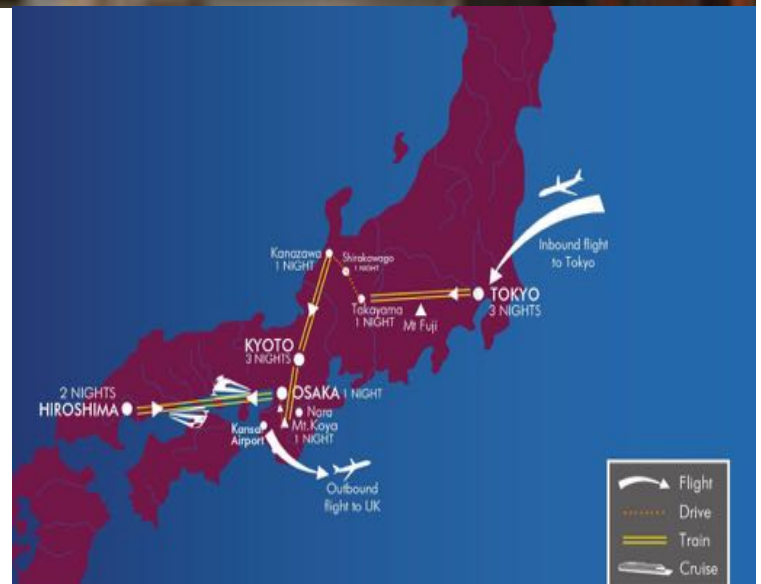 Inbound flight
to Tokyo
Kanazawa
1 NIGHT
Shirakawago
1 NIGHT
Takayama
1 NIGHT
Mt Fuji
TOKYO
3 NIGHTS
KYOTO
3 NIGHTS
2 NIGHTS
HIROSHIMA
OSAKA 1 NIGHT
Nara
Mt.Koya
1 NIGHT
Kansai
Airport
Outbound
flight to UK
Flight
Drive
Train
Cruise